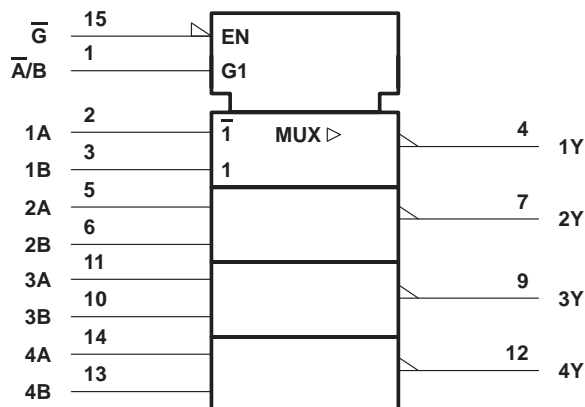 G̅ 15 EN
A̅/B 1 G1
1A 2 1̅ MUX ▷ 4 1Y
1B 3 1
2A 5 7 2Y
2B 6
3A 11 9 3Y
3B 10
4A 14 12 4Y
4B 13